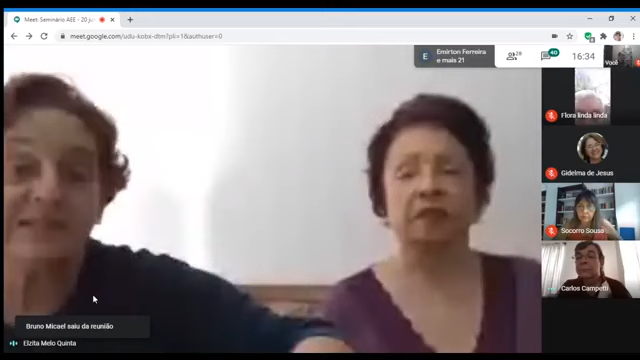 Meet: Seminário AEE - 20 ju
meet.google.com/udu-kobx-dbm?pli=1&authuser=0
E
Emirton Ferreira
e mais 21
28
40
16:34
Você
Flora linda linda
Gidelma de Jesus
Socorro Sousa
Carlos Campetti
Bruno Micael saiu da reunião
Elzita Melo Quinta